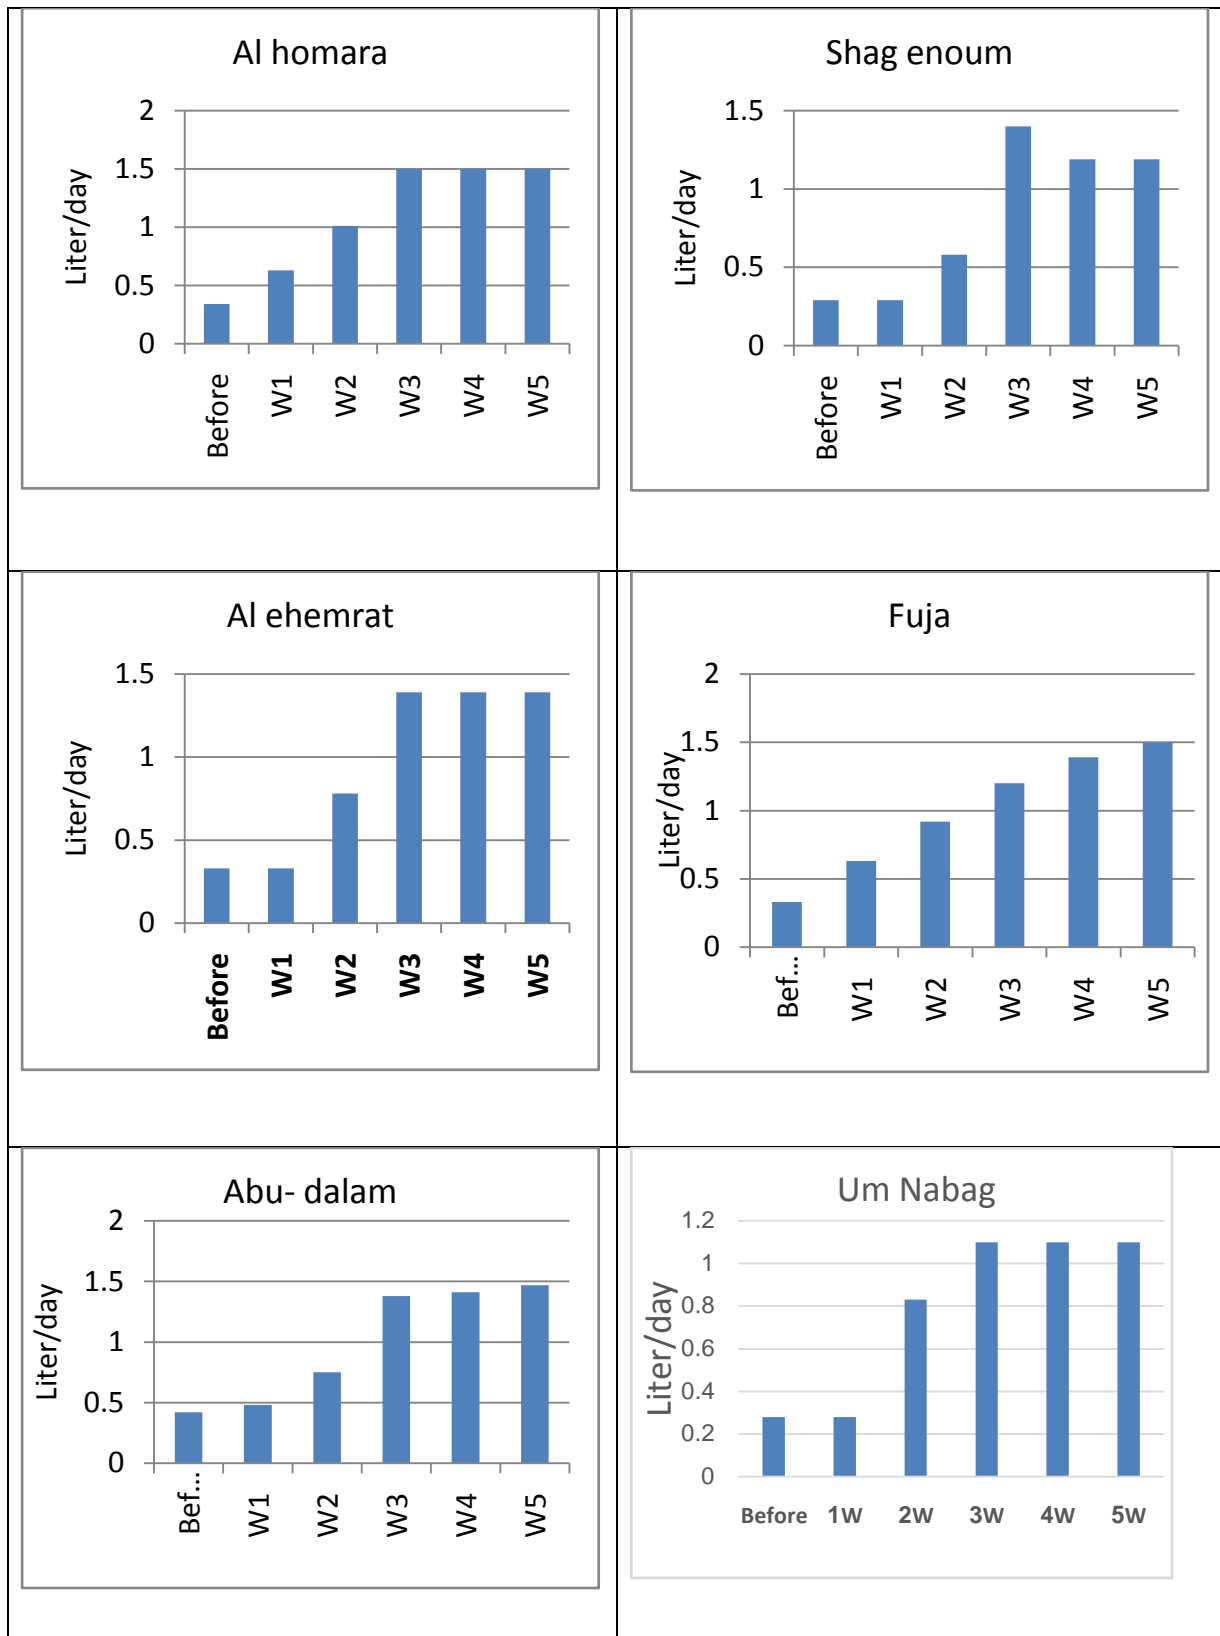 Al homara
Liter/day
2
1.5
1
0.5
0
Before
W1
W2
W3
W4
W5
Shag enoum
Liter/day
1.5
1
0.5
0
Before
W1
W2
W3
W4
W5
Al ehemrat
Liter/day
1.5
1
0.5
0
Before
W1
W2
W3
W4
W5
Fuja
Liter/day
2
1.5
1
0.5
0
Bef...
W1
W2
W3
W4
W5
Abu- dalam
Liter/day
2
1.5
1
0.5
0
Bef...
W1
W2
W3
W4
W5
Um Nabag
Liter/day
1.2
1
0.8
0.6
0.4
0.2
0
Before 1W 2W 3W 4W 5W